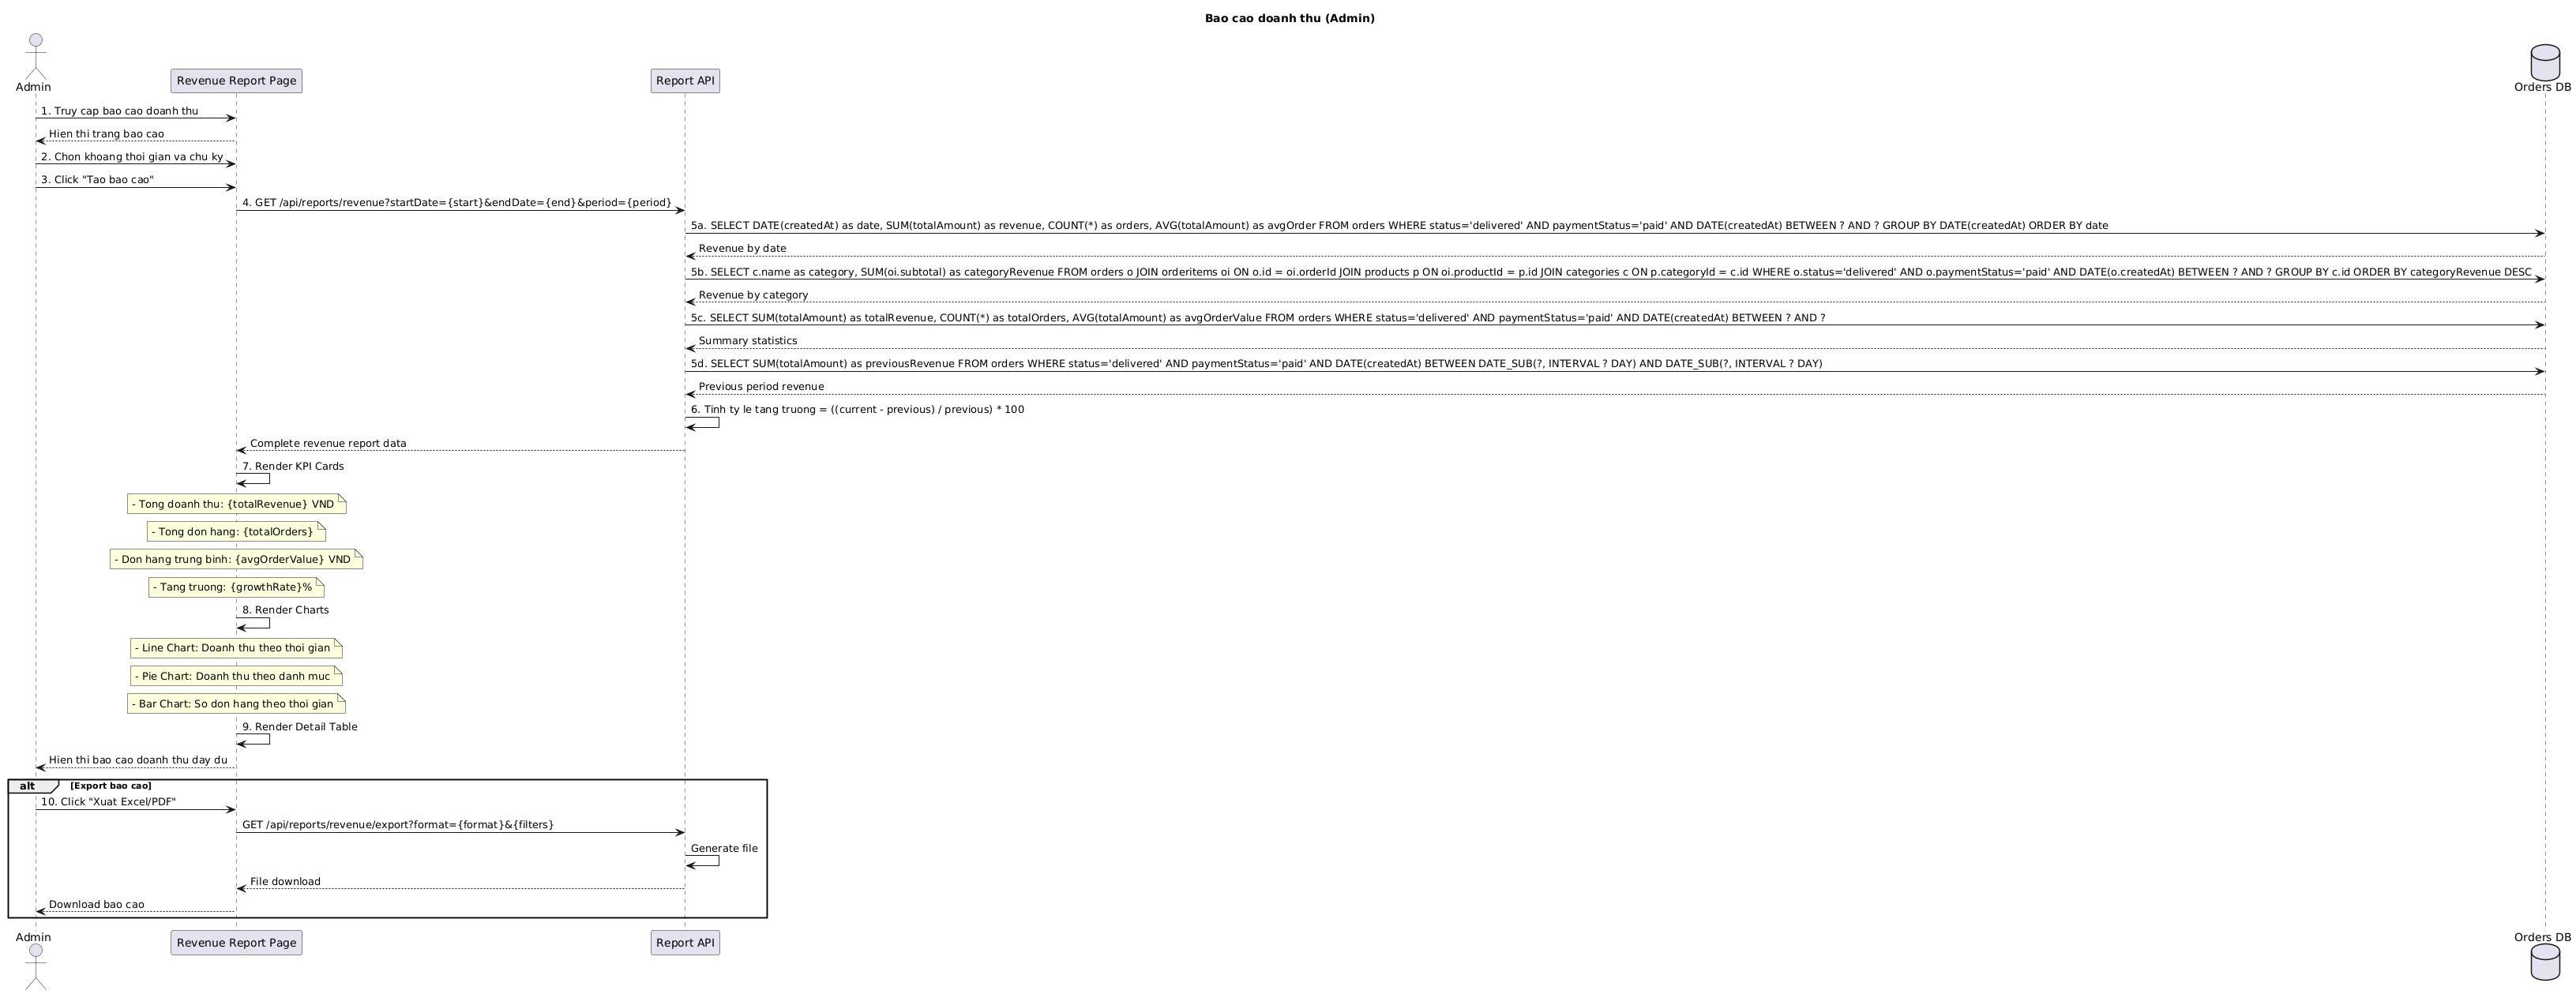 Bao cao doanh thu (Admin)
Admin
Revenue Report Page
Report API
Orders DB
1. Truy cap bao cao doanh thu
Hien thi trang bao cao
2. Chon khoang thoi gian va chu ky
3. Click "Tao bao cao"
4. GET /api/reports/revenue?startDate={start}&endDate={end}&period={period}
5a. SELECT DATE(createdAt) as date, SUM(totalAmount) as revenue, COUNT(*) as orders, AVG(totalAmount) as avgOrder FROM orders WHERE status='delivered' AND paymentStatus='paid' AND DATE(createdAt) BETWEEN ? AND ? GROUP BY DATE(createdAt) ORDER BY date
Revenue by date
5b. SELECT c.name as category, SUM(oi.subtotal) as categoryRevenue FROM orders o JOIN orderitems oi ON o.id = oi.orderId JOIN products p ON oi.productId = p.id JOIN categories c ON p.categoryId = c.id WHERE o.status='delivered' AND o.paymentStatus='paid' AND DATE(o.createdAt) BETWEEN ? AND ? GROUP BY c.id ORDER BY categoryRevenue DESC
Revenue by category
5c. SELECT SUM(totalAmount) as totalRevenue, COUNT(*) as totalOrders, AVG(totalAmount) as avgOrderValue FROM orders WHERE status='delivered' AND paymentStatus='paid' AND DATE(createdAt) BETWEEN ? AND ?
Summary statistics
5d. SELECT SUM(totalAmount) as previousRevenue FROM orders WHERE status='delivered' AND paymentStatus='paid' AND DATE(createdAt) BETWEEN DATE_SUB(?, INTERVAL ? DAY) AND DATE_SUB(?, INTERVAL ? DAY)
Previous period revenue
6. Tinh ty le tang truong = ((current - previous) / previous) * 100
Complete revenue report data
7. Render KPI Cards
- Tong doanh thu: {totalRevenue} VND
- Tong don hang: {totalOrders}
- Don hang trung binh: {avgOrderValue} VND
- Tang truong: {growthRate}%
8. Render Charts
- Line Chart: Doanh thu theo thoi gian
- Pie Chart: Doanh thu theo danh muc
- Bar Chart: So don hang theo thoi gian
9. Render Detail Table
Hien thi bao cao doanh thu day du
alt [Export bao cao]
10. Click "Xuat Excel/PDF"
GET /api/reports/revenue/export?format={format}&{filters}
Generate file
File download
Download bao cao
Admin
Revenue Report Page
Report API
Orders DB